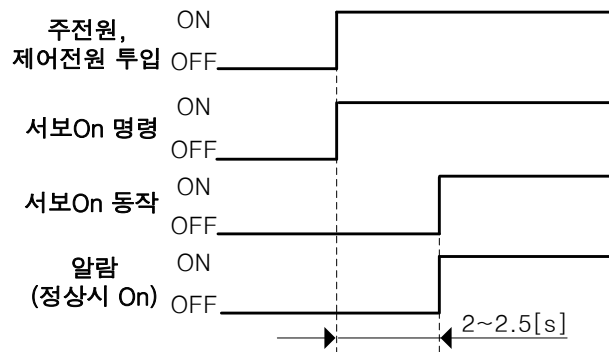 주전원,
제어전원 투입
ON
OFF
서보On 명령
ON
OFF
서보On 동작
ON
OFF
알람
(정상시 On)
ON
OFF
2~2.5[s]